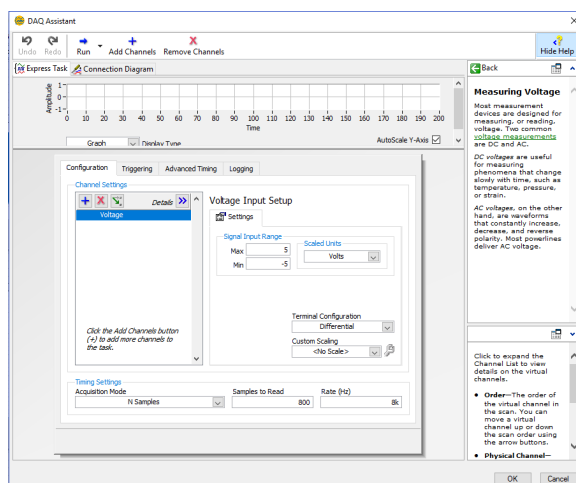 DAQ Assistant
Undo Redo Run Add Channels Remove Channels Hide Help
Express Task Connection Diagram
Amplitude
1
0
-1
0 10 20 30 40 50 60 70 80 90 100 110 120 130 140 150 160 170 180 190 200
Time
Graph Display Type AutoScale Y-Axis
Configuration Triggering Advanced Timing Logging
Channel Settings
Details
Voltage
Click the Add Channels button
(+) to add more channels to
the task.
Voltage Input Setup
Settings
Signal Input Range
Max 5
Min -5
Scaled Units
Volts
Terminal Configuration
Differential
Custom Scaling
<No Scale>
Timing Settings
Acquisition Mode Samples to Read Rate (Hz)
N Samples 800 8k
Back
Measuring Voltage
Most measurement
devices are designed for
measuring, or reading,
voltage. Two common
voltage measurements
are DC and AC.
DC voltages are useful
for measuring
phenomena that change
slowly with time, such as
temperature, pressure,
or strain.
AC voltages, on the other
hand, are waveforms
that constantly increase,
decrease, and reverse
polarity. Most powerlines
deliver AC voltage.
Click to expand the
Channel List to view
details on the virtual
channels.
• Order—The order of
the virtual channel in
the scan. You can
move a virtual
channel up or down
the scan order using
the arrow buttons.
• Physical Channel—
OK Cancel